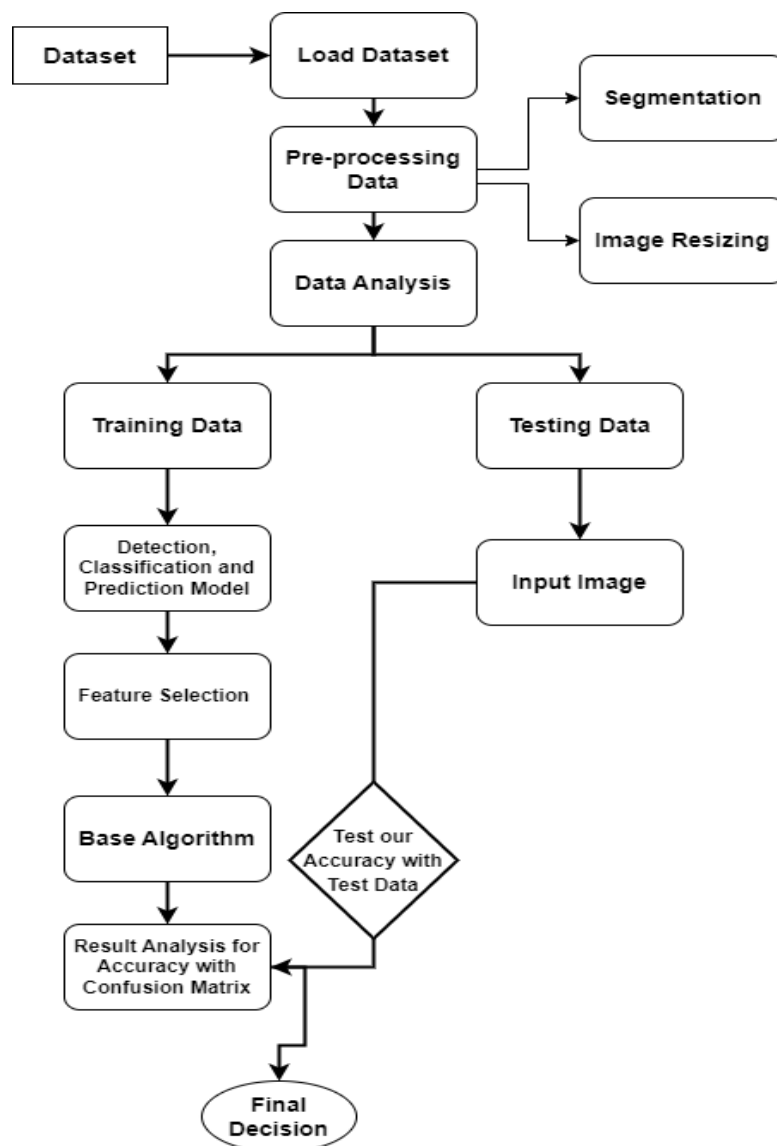 Dataset
Load Dataset
Segmentation
Pre-processing
Data
Image Resizing
Data Analysis
Training Data
Testing Data
Detection,
Classification and
Prediction Model
Input Image
Feature Selection
Base Algorithm
Test our
Accuracy with
Test Data
Result Analysis for
Accuracy with
Confusion Matrix
Final
Decision